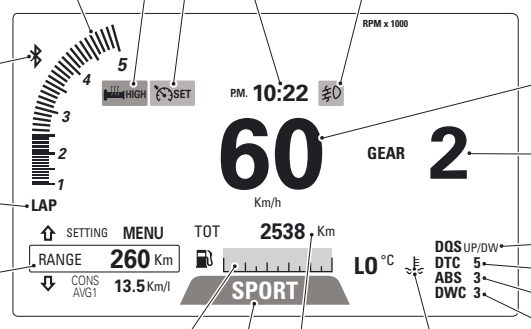 RPM x 1000
5
4
3
2
1
HIGH
SET
P.M. 10:22
60
Km/h
GEAR 2
LAP
SETTING MENU
RANGE 260 Km
CONS AVG1 13.5 Km/l
TOT 2538 Km
LO °C
SPORT
DQS UP/DW
DTC 5
ABS 3
DWC 3